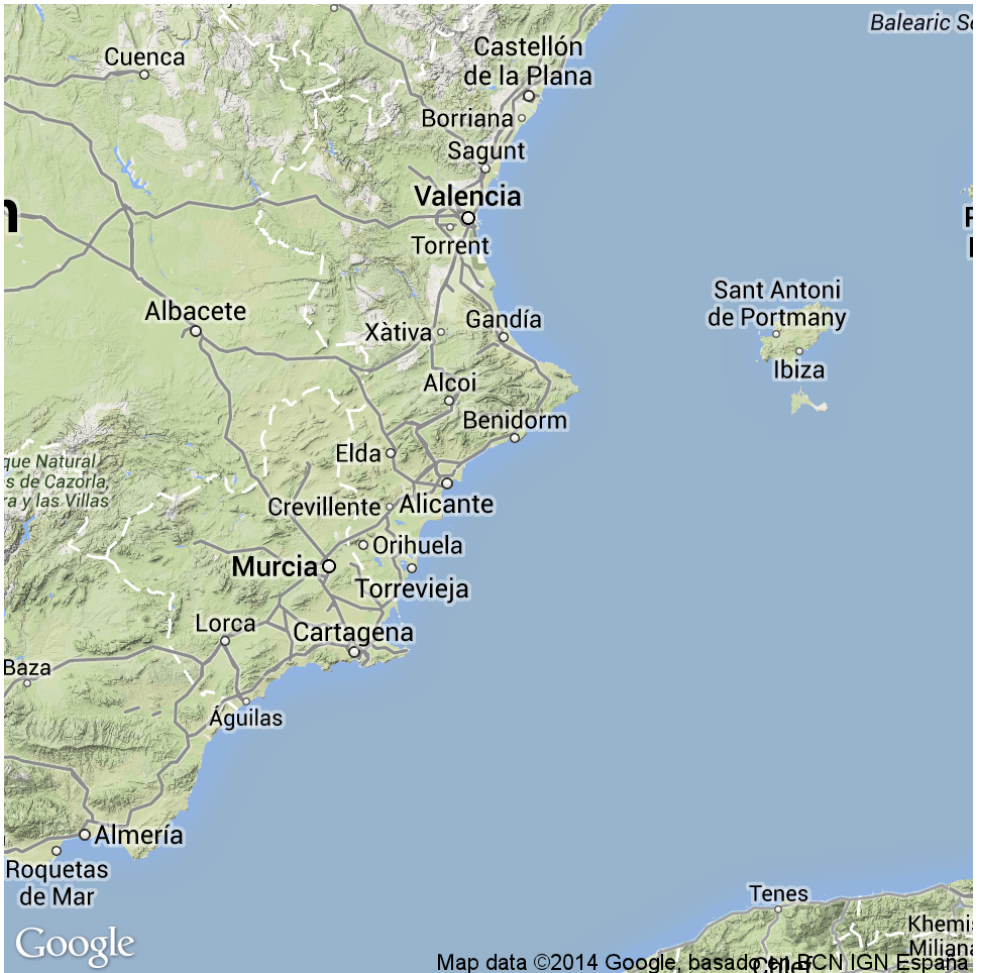 Balearic
Cuenca
Castellón
de la Plana
Borriana
Sagunt
Valencia
Torrent
Sant Antoni
de Portmany
Albacete
Xàtiva
Gandía
Ibiza
Alcoi
Benidorm
Elda
que Natural
s de Cazorla,
ra y las Villas
Crevillente
Alicante
Orihuela
Murcia
Torrevieja
Lorca
Cartagena
Baza
Águilas
Almería
Roquetas
de Mar
Tenes
Khemi
Miliana
Google
Map data ©2014 Google, basado en BCN IGN España